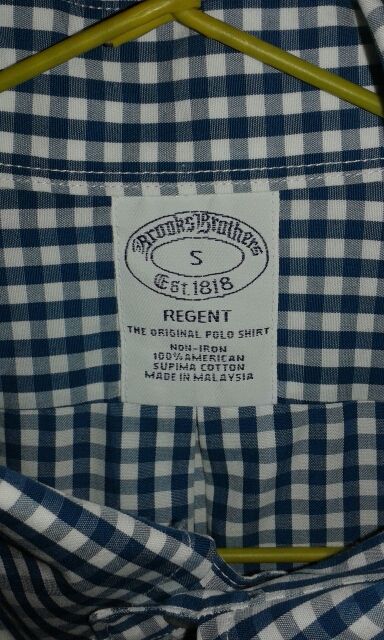 Brooks Brothers
S
Est. 1818
REGENT
THE ORIGINAL POLO SHIRT
NON-IRON
100% AMERICAN
SUPIMA COTTON
MADE IN MALAYSIA